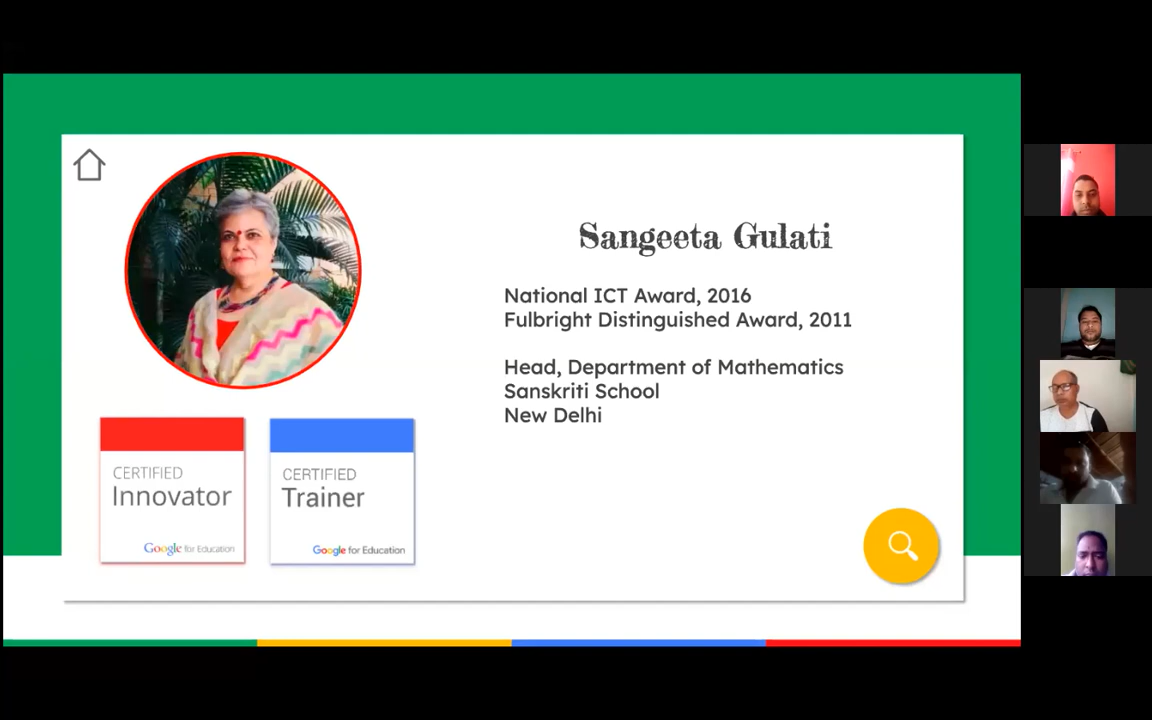 Sangeeta Gulati
National ICT Award, 2016
Fulbright Distinguished Award, 2011
Head, Department of Mathematics
Sanskriti School
New Delhi
CERTIFIED
Innovator
Google for Education
CERTIFIED
Trainer
Google for Education